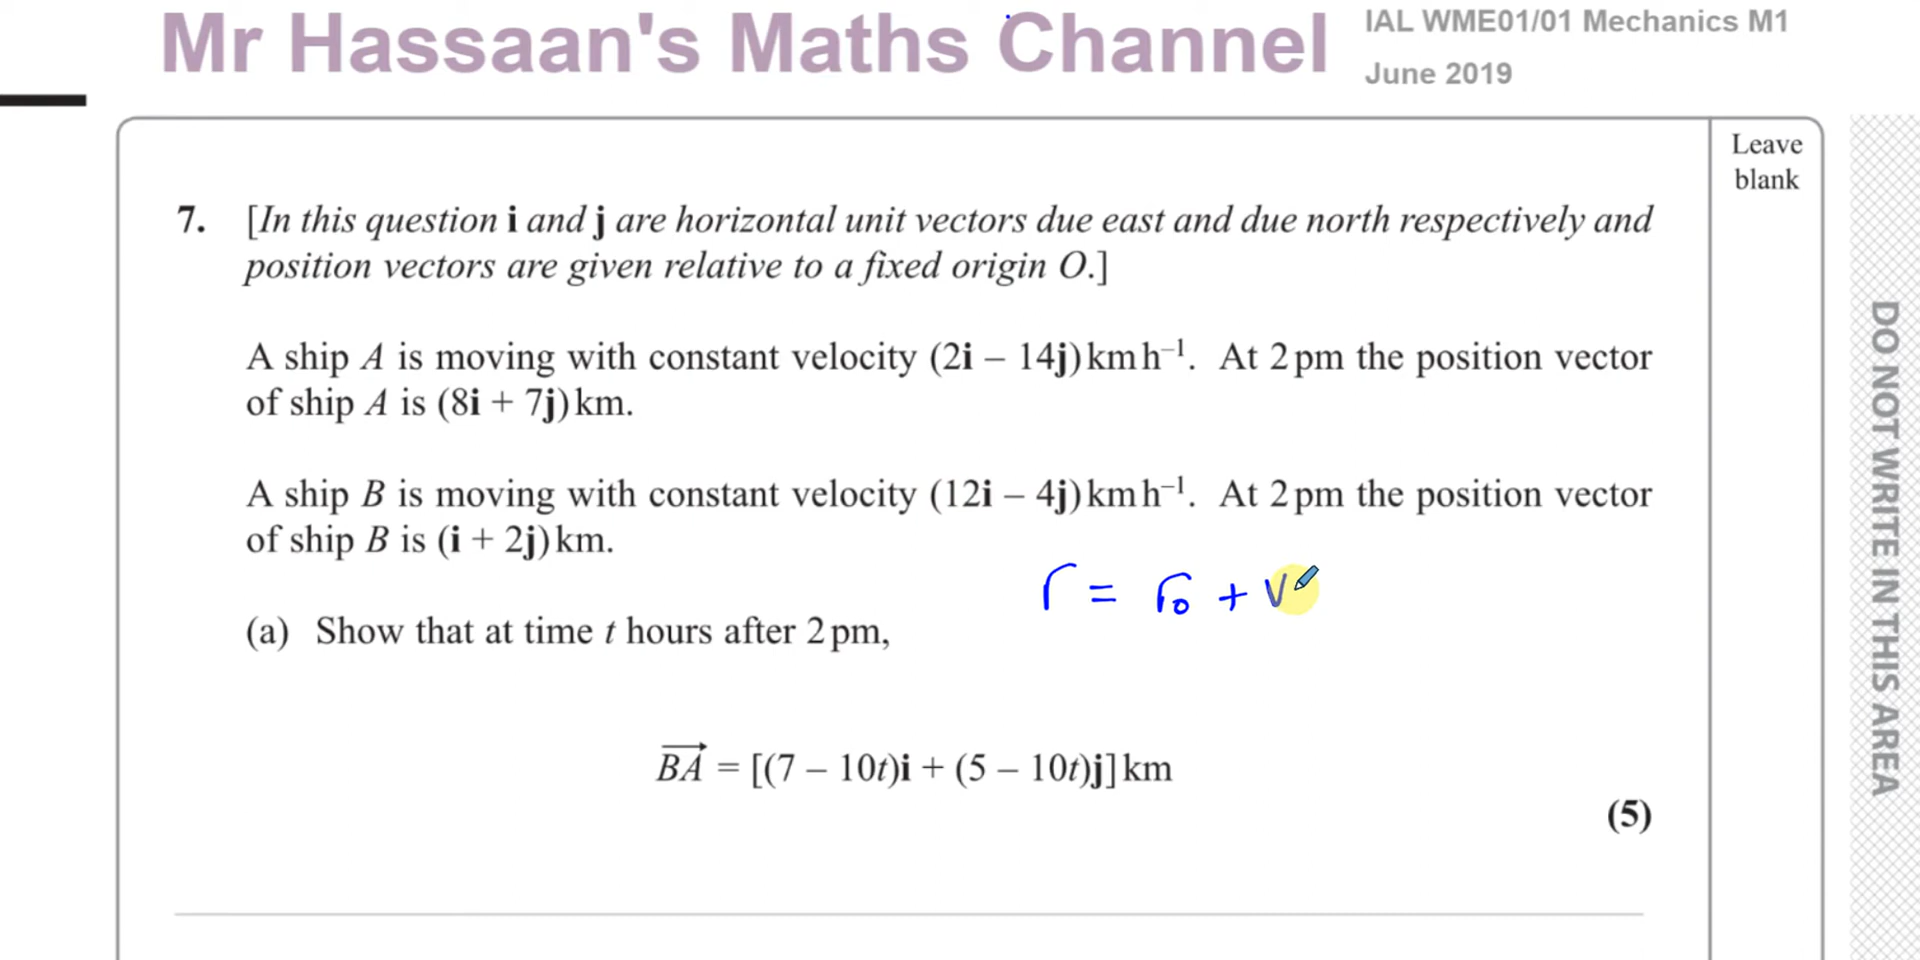 Mr Hassaan's Maths Channel
IAL WME01/01 Mechanics M1
June 2019
Leave
blank
7. [In this question i and j are horizontal unit vectors due east and due north respectively and
position vectors are given relative to a fixed origin O.]
A ship A is moving with constant velocity (2i – 14j) km h⁻¹. At 2 pm the position vector
of ship A is (8i + 7j) km.
A ship B is moving with constant velocity (12i – 4j) km h⁻¹. At 2 pm the position vector
of ship B is (i + 2j) km.
r = r₀ + v
(a) Show that at time t hours after 2 pm,
B⃗A⃗ = [(7 – 10t)i + (5 – 10t)j] km
(5)
DO NOT WRITE IN THIS AREA